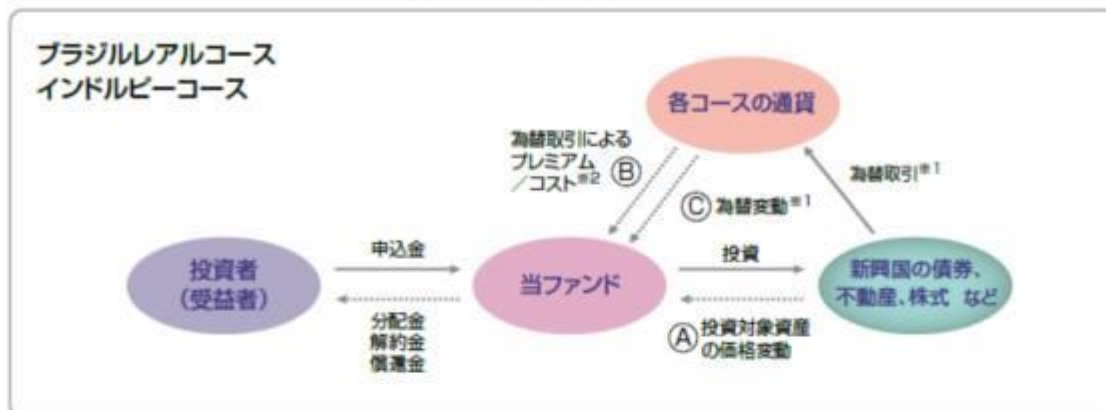 ブラジルレアルコース
インドルピーコース
各コースの通貨
為替取引による
プレミアム
／コスト※2
Ⓑ
Ⓒ為替変動※1
為替取引※1
投資者
（受益者）
申込金
分配金
解約金
償還金
当ファンド
投資
Ⓐ
投資対象資産
の価格変動
新興国の債券、
不動産、株式 など